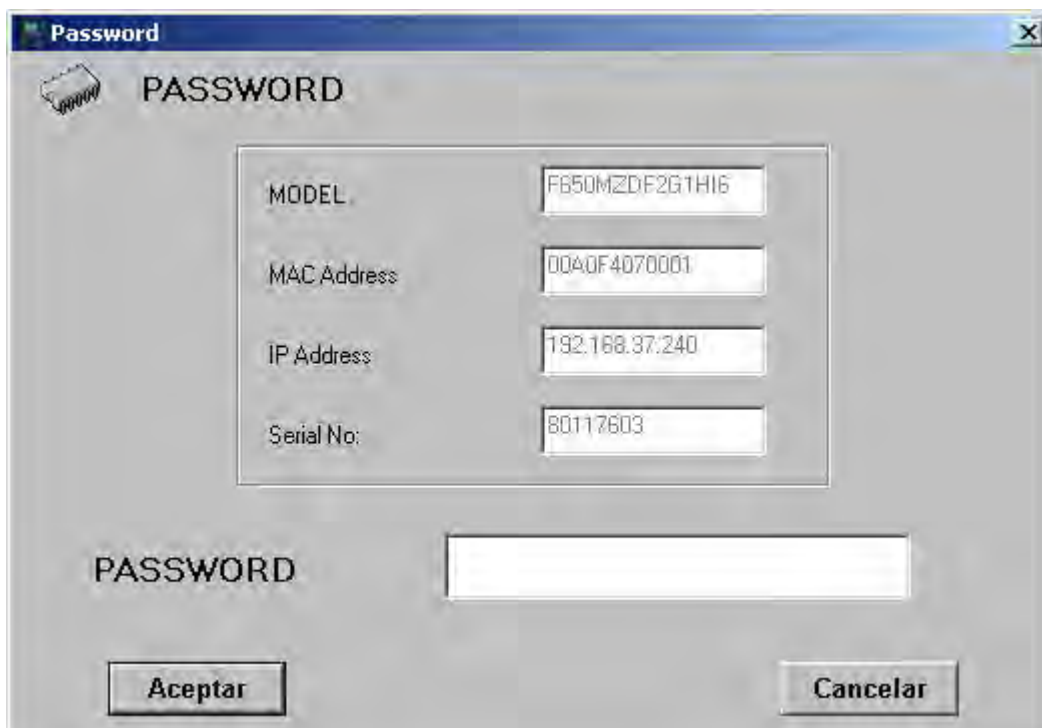 Password
PASSWORD
MODEL.
F650MZDF2G1HI6
MAC Address
00A0F4070001
IP Address
192.168.37.240
Serial No:
80117603
PASSWORD
Aceptar
Cancelar